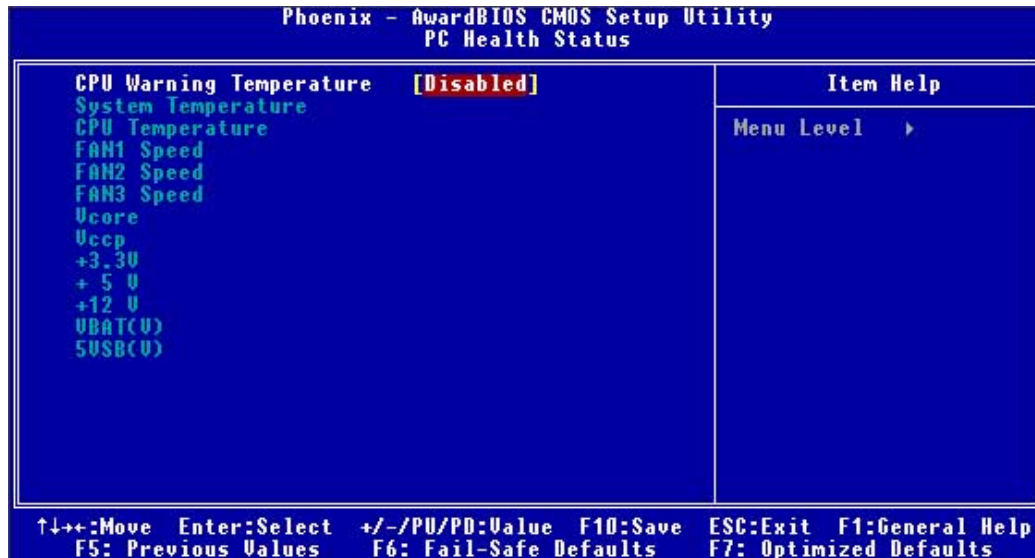 Phoenix - AwardBIOS CMOS Setup Utility
PC Health Status
CPU Warning Temperature [Disabled]
System Temperature
CPU Temperature
FAN1 Speed
FAN2 Speed
FAN3 Speed
Vcore
Vccp
+3.3V
+ 5 V
+12 V
VBAT(V)
5VSB(V)
Item Help
Menu Level ▸
↑↓→←:Move Enter:Select +/-/PU/PD:Value F10:Save ESC:Exit F1:General Help
F5: Previous Values F6: Fail-Safe Defaults F7: Optimized Defaults